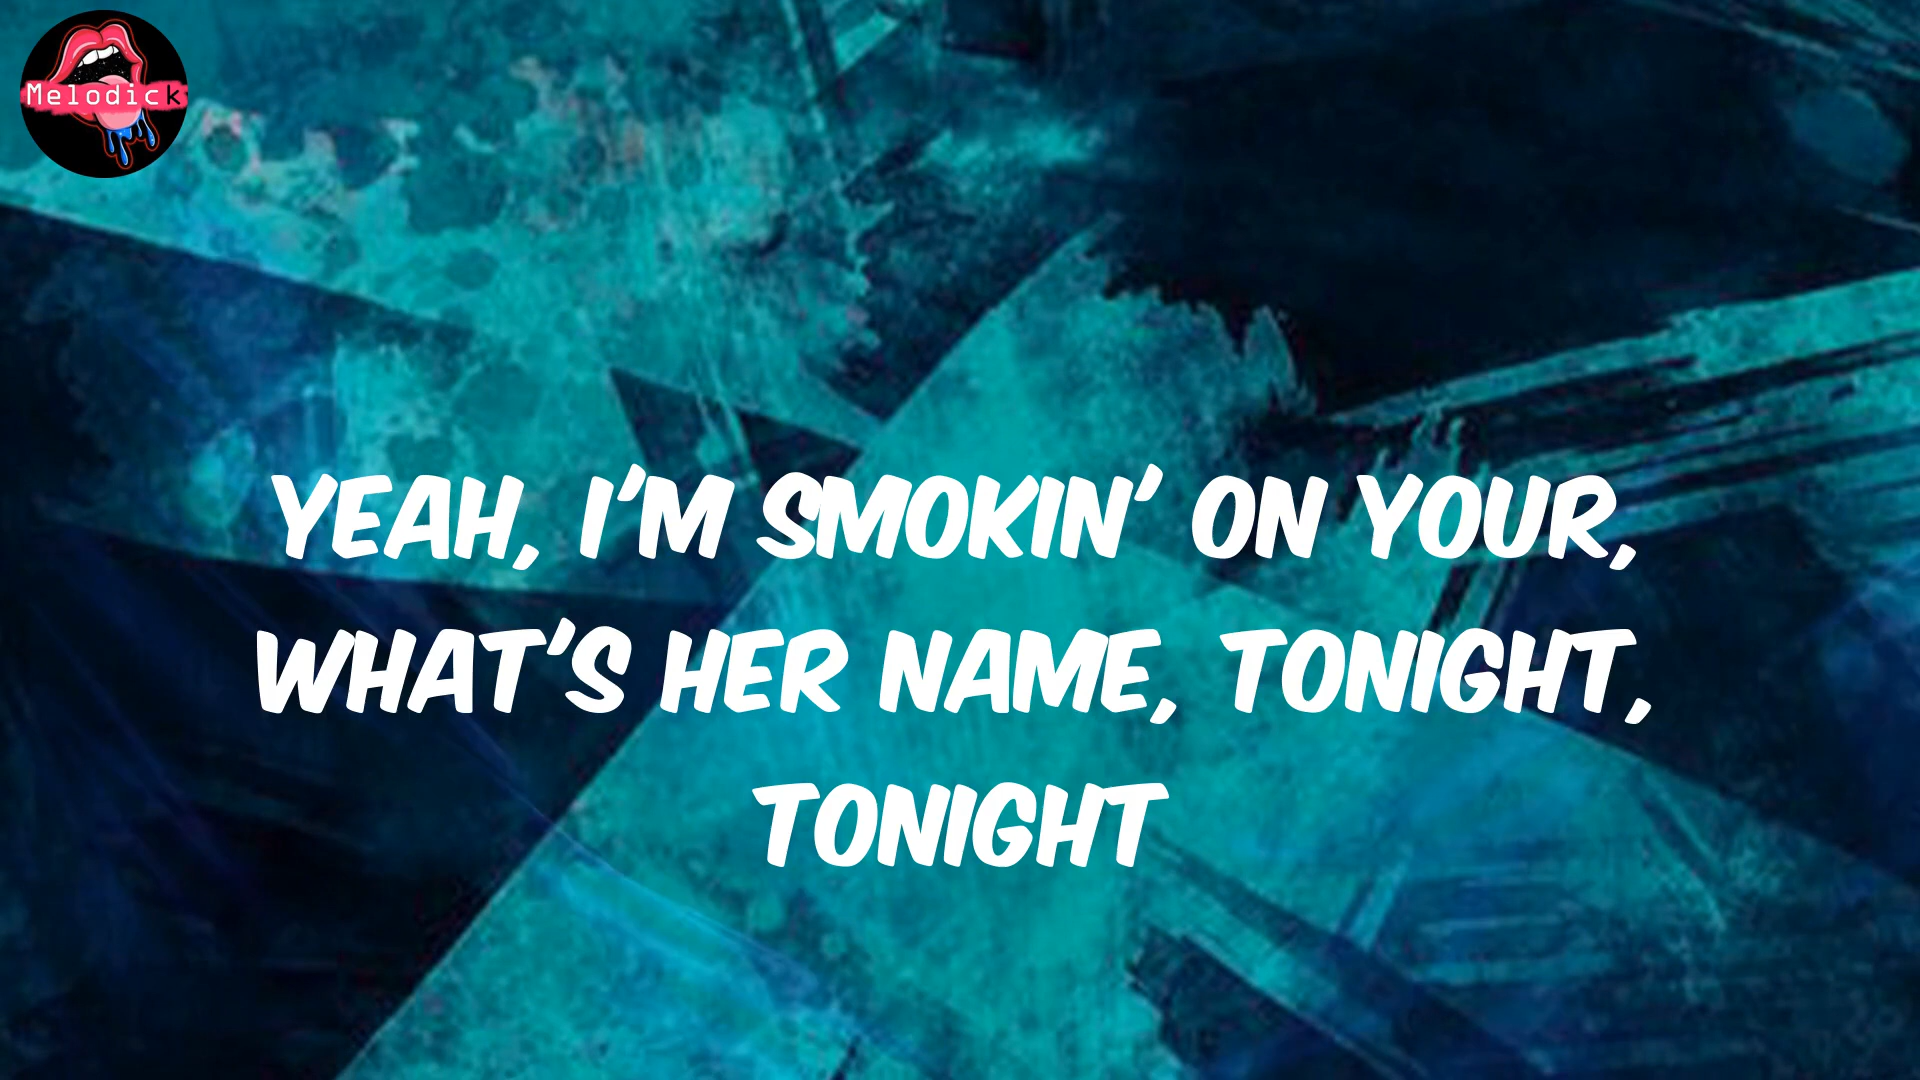 Melodick
YEAH, I'M SMOKIN' ON YOUR,
WHAT'S HER NAME, TONIGHT,
TONIGHT